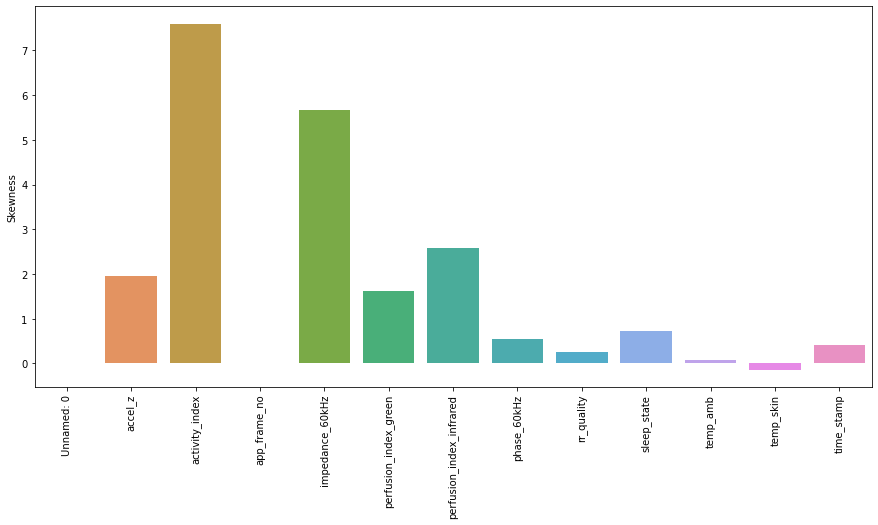 7
6
5
4
3
2
1
0
Skewness
Unnamed: 0
accel_z
activity_index
app_frame_no
impedance_60kHz
perfusion_index_green
perfusion_index_infrared
phase_60kHz
rr_quality
sleep_state
temp_amb
temp_skin
time_stamp